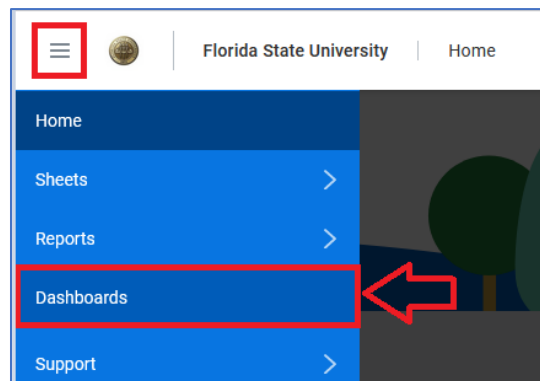 Florida State University | Home
Home
Sheets
Reports
Dashboards
Support